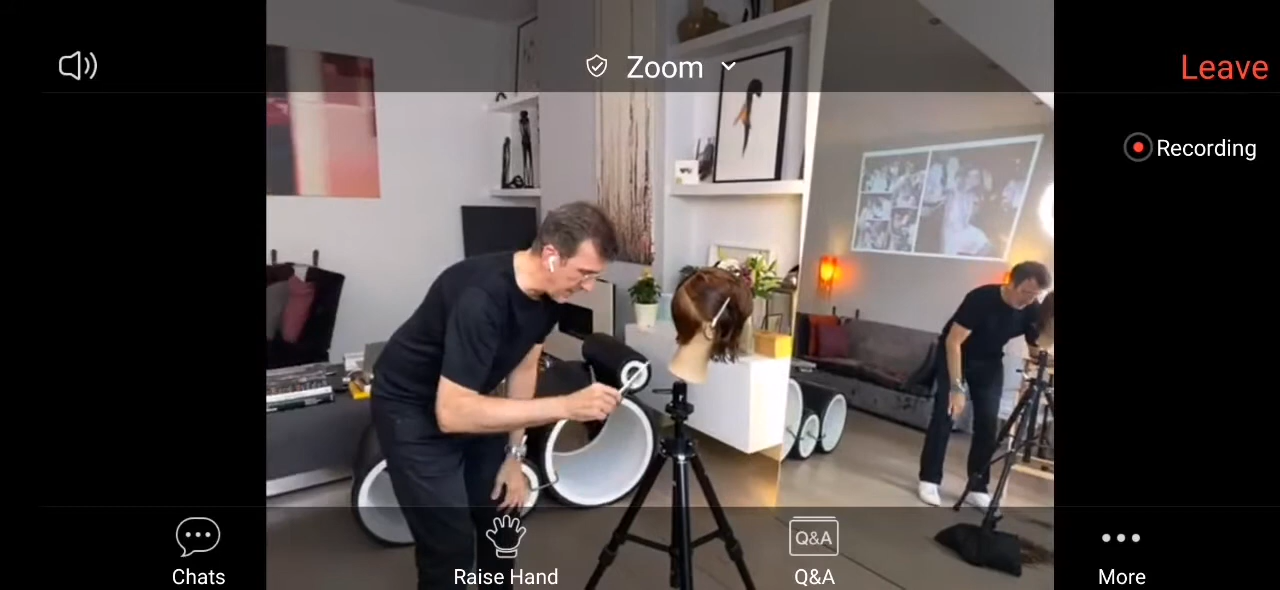 Zoom
Leave
Recording
Q&A
Chats
Raise Hand
Q&A
More